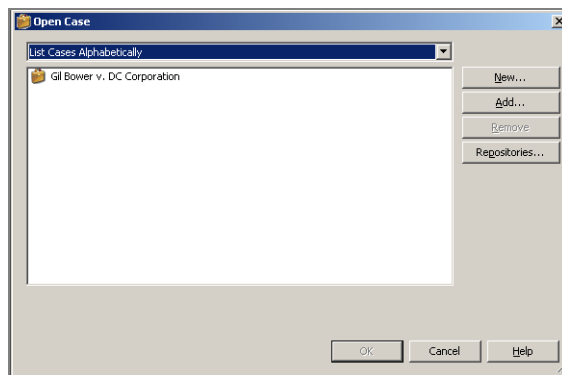 Open Case
List Cases Alphabetically
Gil Bower v. DC Corporation
New...
Add...
Remove
Repositories...
OK
Cancel
Help